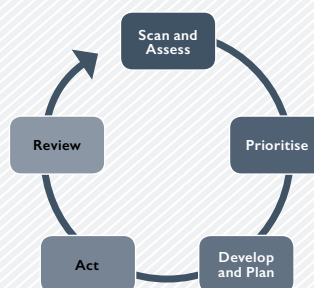 Scan and
Assess
Prioritise
Develop
and Plan
Act
Review